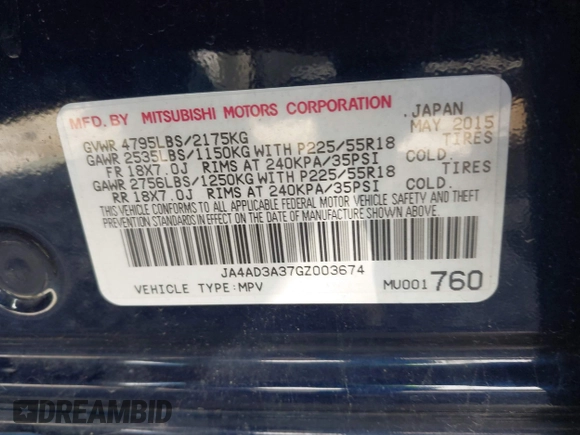 MFD.BY MITSUBISHI MOTORS CORPORATION JAPAN
GVWR 4795LBS/2175KG MAY 2015
GAWR 2535LBS/1150KG WITH P225/55R18 TIRES
FR 18X7.0J RIMS AT 240KPA/35PSI COLD.
GAWR 2756LBS/1250KG WITH P225/55R18 TIRES
RR 18X7.0J RIMS AT 240KPA/35PSI COLD.
THIS VEHICLE CONFORMS TO ALL APPLICABLE FEDERAL MOTOR VEHICLE SAFETY AND THEFT
PREVENTION STANDARDS IN EFFECT ON THE DATE OF MANUFACTURE SHOWN ABOVE.
JA4AD3A37GZ003674
VEHICLE TYPE:MPV MU001760
DREAMBID